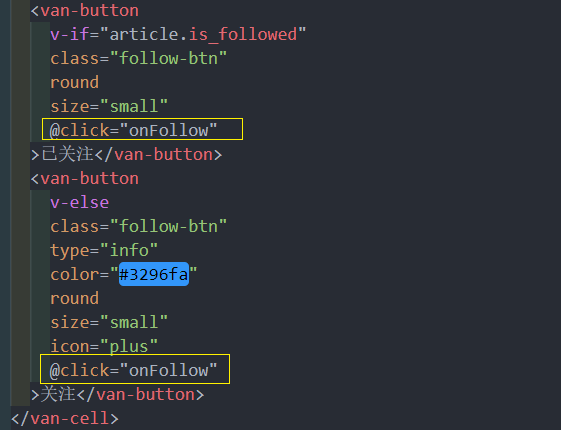 <van-button
v-if="article.is_followed"
class="follow-btn"
round
size="small"
@click="onFollow"
>已关注</van-button>
<van-button
v-else
class="follow-btn"
type="info"
color="#3296fa"
round
size="small"
icon="plus"
@click="onFollow"
>关注</van-button>
</van-cell>